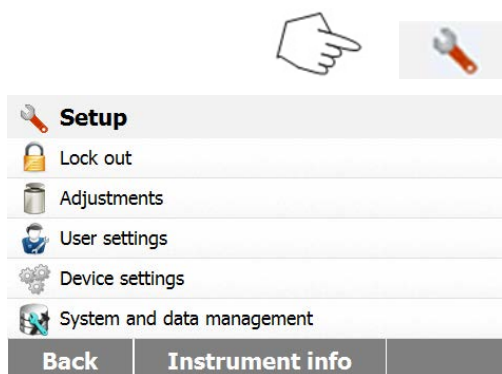 Setup
Lock out
Adjustments
User settings
Device settings
System and data management
Back Instrument info